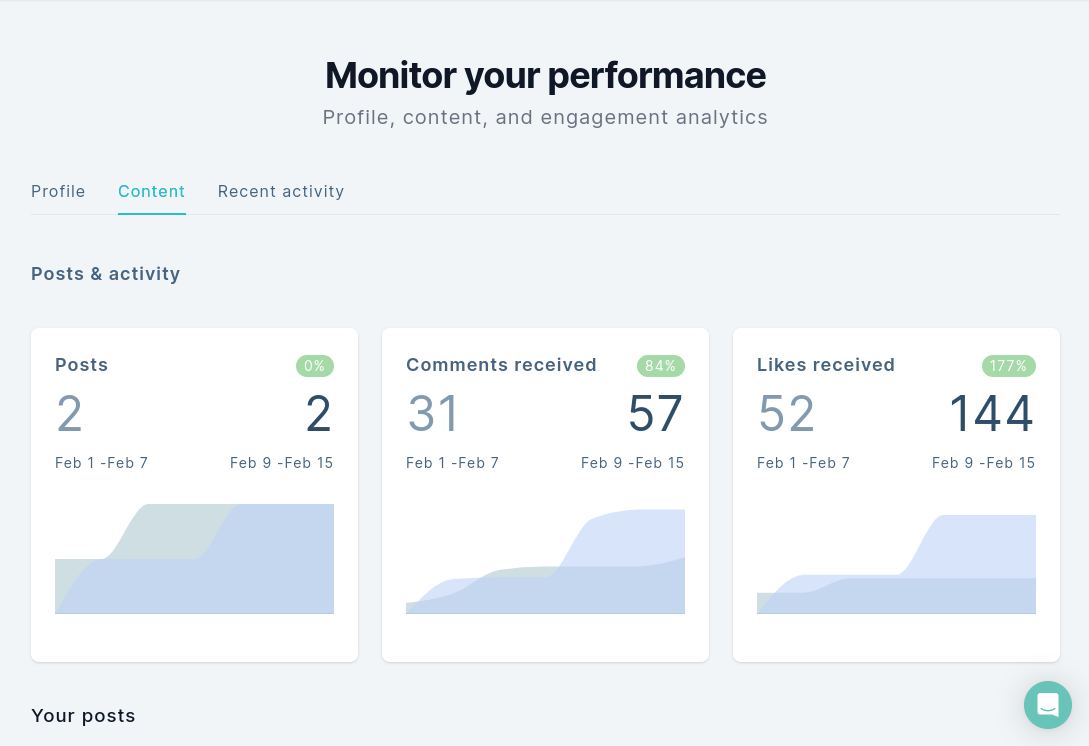 Monitor your performance
Profile, content, and engagement analytics
Profile Content Recent activity
Posts & activity
Posts 0%
2 2
Feb 1 -Feb 7 Feb 9 -Feb 15
Comments received 84%
31 57
Feb 1 -Feb 7 Feb 9 -Feb 15
Likes received 177%
52 144
Feb 1 -Feb 7 Feb 9 -Feb 15
Your posts